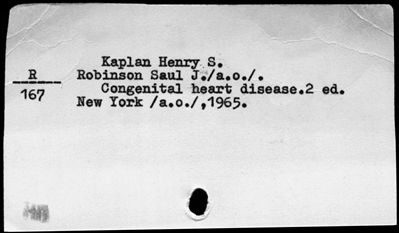 Kaplan Henry S.
R
167
Robinson Saul J./a.o./.
Congenital heart disease.2 ed.
New York /a.o./,1965.